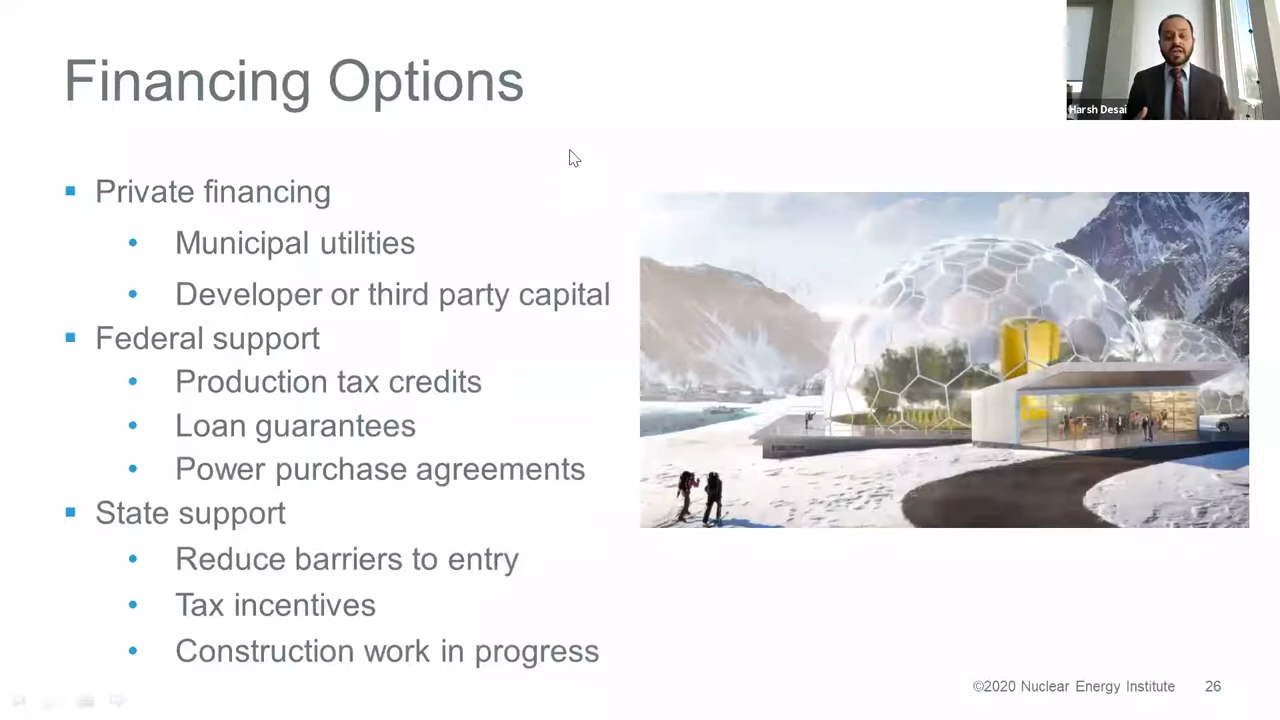 Financing Options
Harsh Desai
Private financing
Municipal utilities
Developer or third party capital
Federal support
Production tax credits
Loan guarantees
Power purchase agreements
State support
Reduce barriers to entry
Tax incentives
Construction work in progress
©2020 Nuclear Energy Institute 26